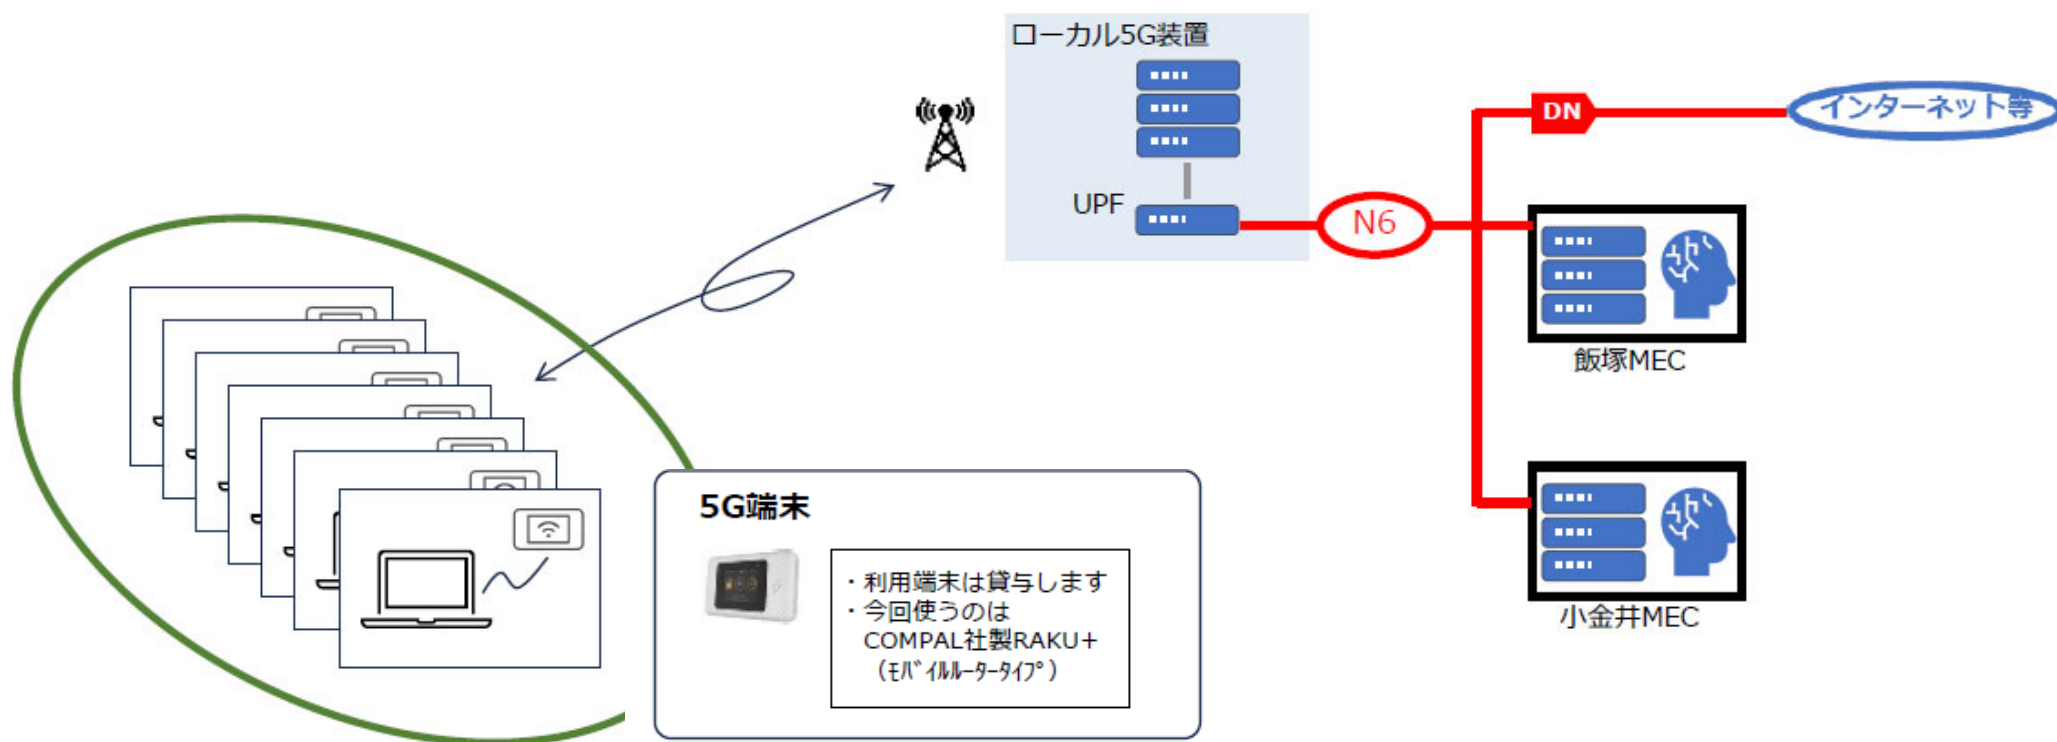 ローカル5G装置
UPF
N6
DN
インターネット等
飯塚MEC
小金井MEC
5G端末
・利用端末は貸与します
・今回使うのは
COMPAL社製RAKU+
（ﾓﾊﾞｲﾙﾙｰﾀｰﾀｲﾌﾟ）